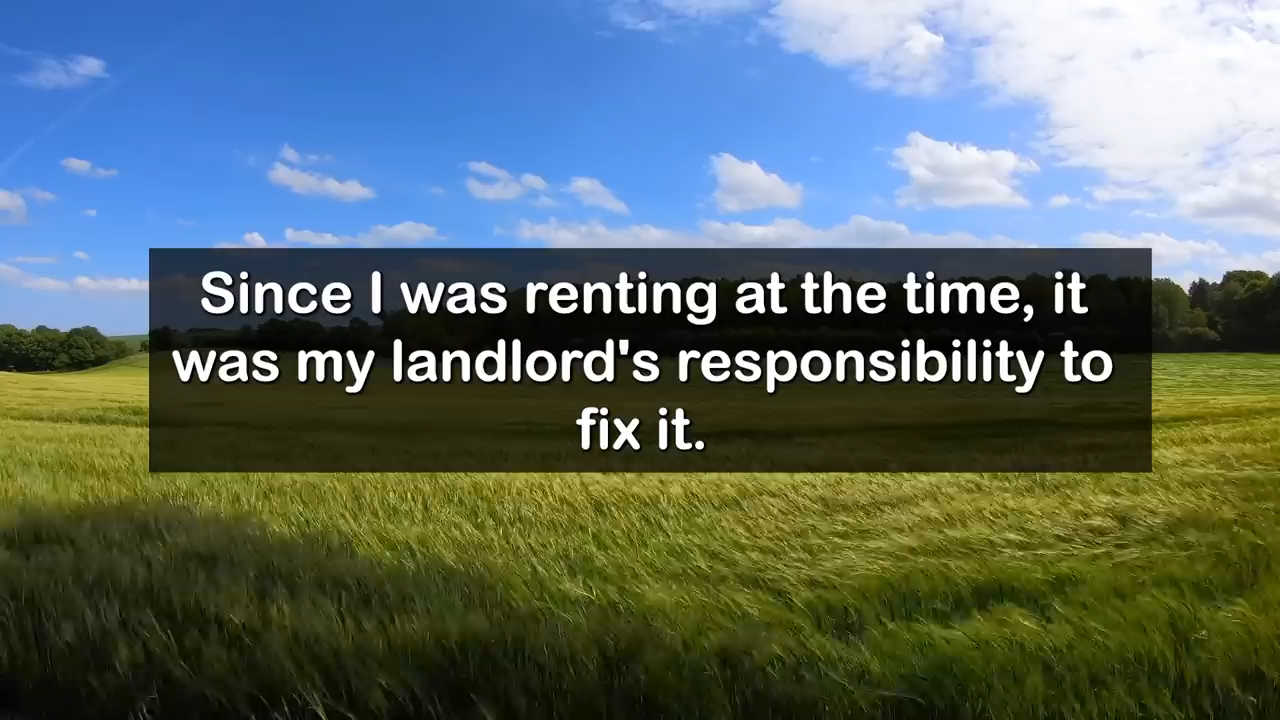 Since I was renting at the time, it
was my landlord's responsibility to
fix it.